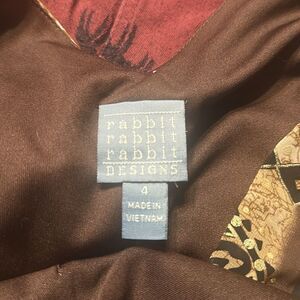 rabbit
rabbit
rabbit
DESIGNS
4
MADE IN
VIETNAM